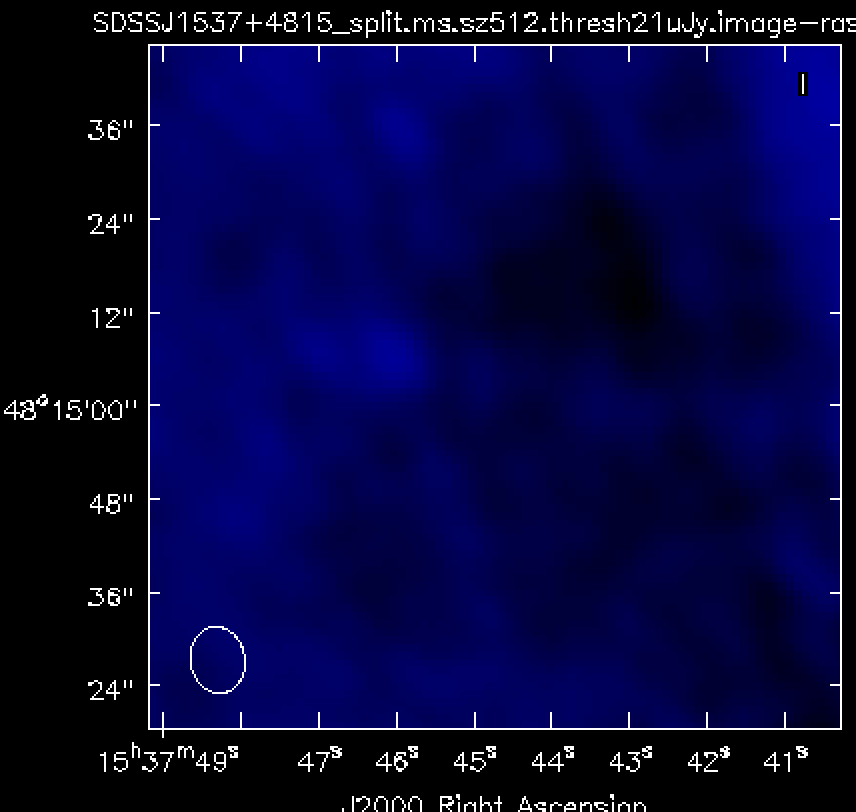 SDSSJ1537+4815_split.ms.sz512.thresh21uJy.image-ras
I
36"
24"
12"
48°15'00"
48"
36"
24"
15ʰ37ᵐ49ˢ 47ˢ 46ˢ 45ˢ 44ˢ 43ˢ 42ˢ 41ˢ
J2000 Right Ascension